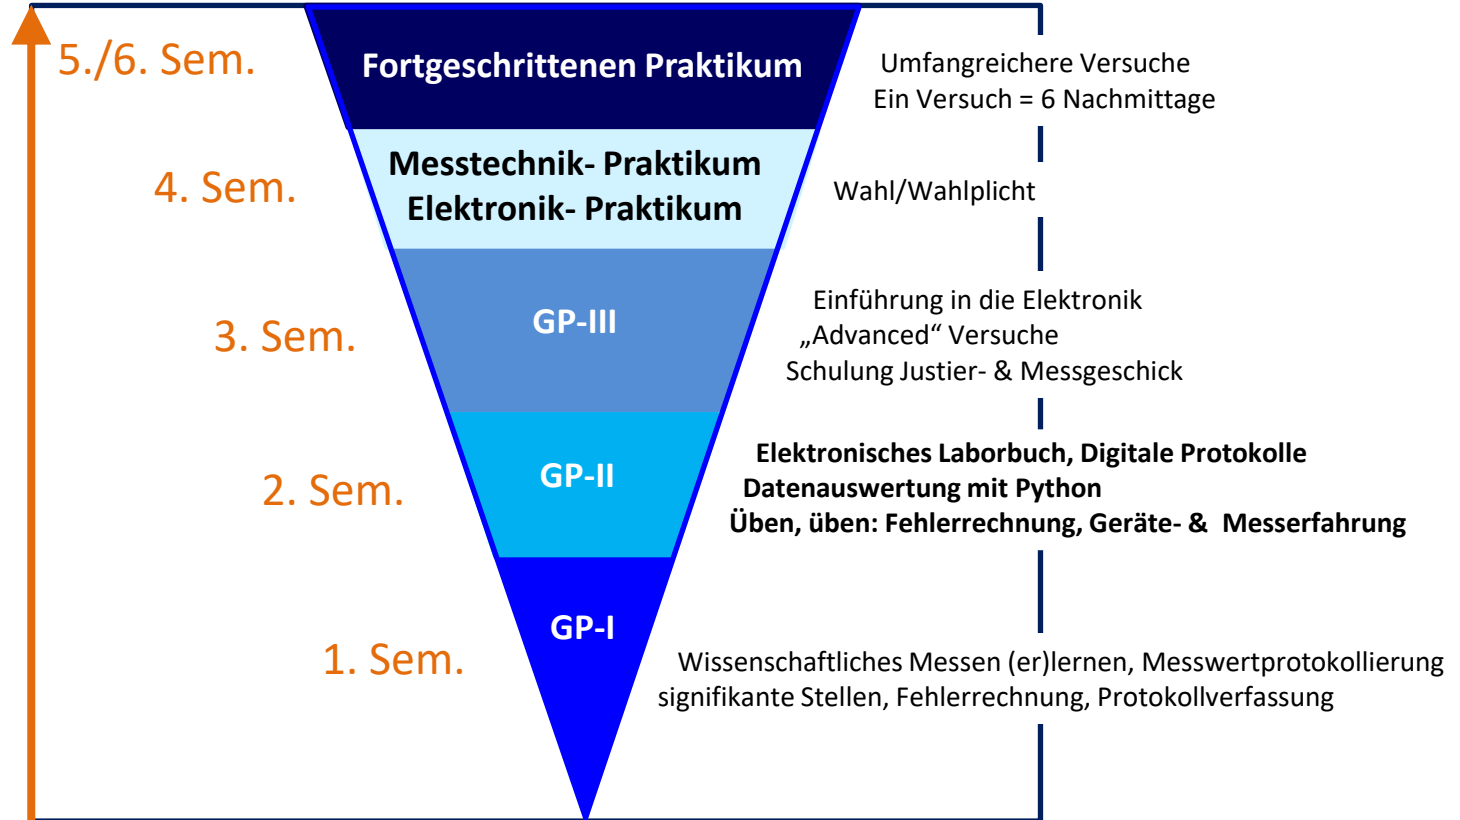 5./6. Sem.
Fortgeschrittenen Praktikum
Umfangreichere Versuche
Ein Versuch = 6 Nachmittage
4. Sem.
Messtechnik- Praktikum
Elektronik- Praktikum
Wahl/Wahlplicht
3. Sem.
GP-III
Einführung in die Elektronik
„Advanced“ Versuche
Schulung Justier- & Messgeschick
2. Sem.
GP-II
Elektronisches Laborbuch, Digitale Protokolle
Datenauswertung mit Python
Üben, üben: Fehlerrechnung, Geräte- & Messerfahrung
1. Sem.
GP-I
Wissenschaftliches Messen (er)lernen, Messwertprotokollierung
signifikante Stellen, Fehlerrechnung, Protokollverfassung